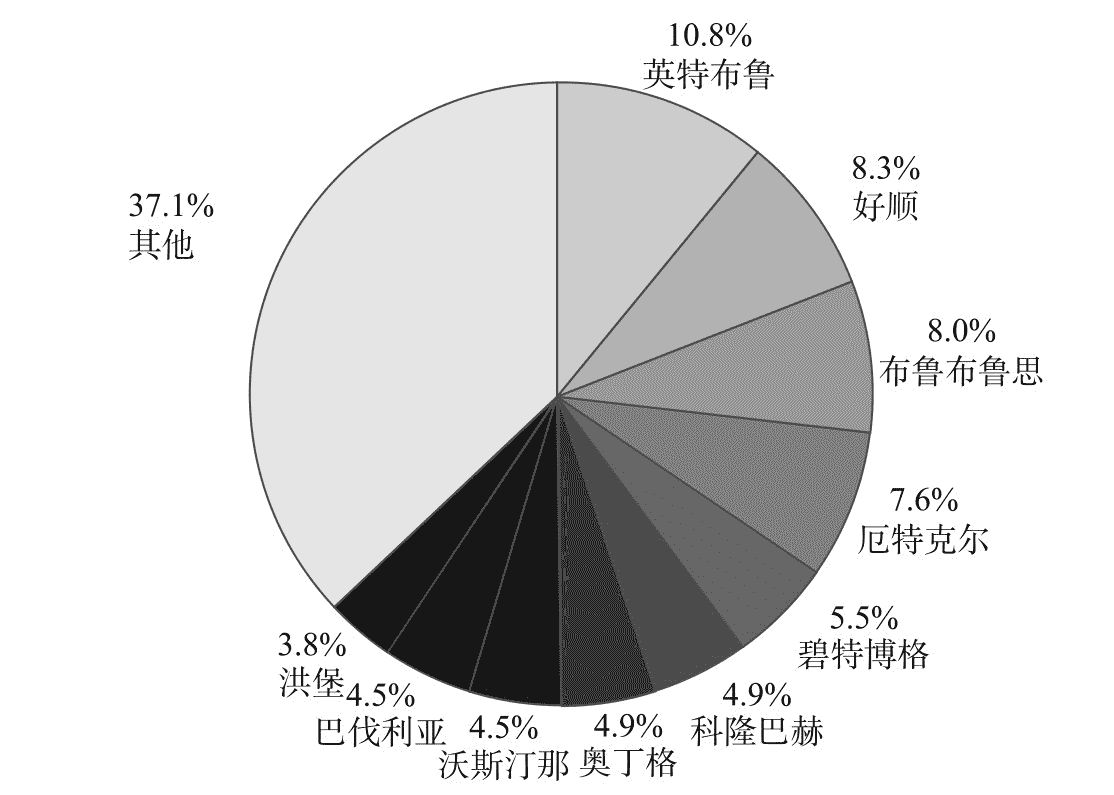 10.8%
英特布鲁
8.3%
好顺
8.0%
布鲁布鲁思
7.6%
厄特克尔
5.5%
碧特博格
4.9%
科隆巴赫
4.9%
奥丁格
4.5%
沃斯汀那
4.5%
巴伐利亚
3.8%
洪堡
37.1%
其他